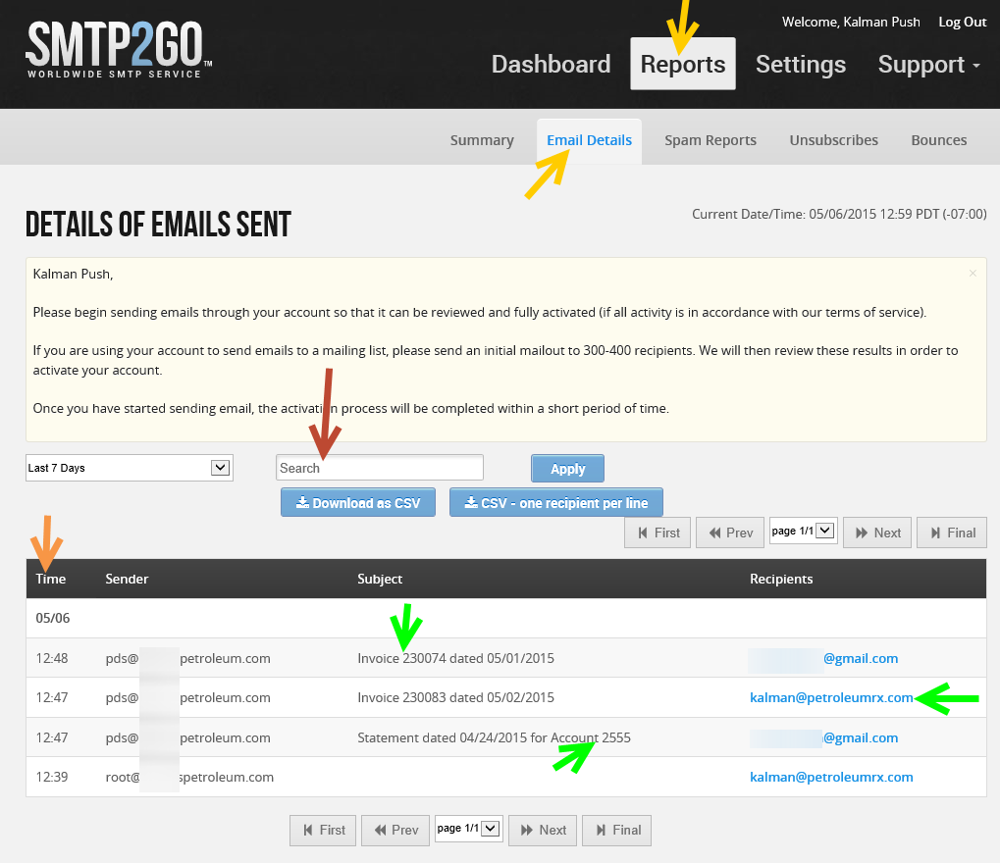 Welcome, Kalman Push Log Out
SMTP2GO™
WORLDWIDE SMTP SERVICE
Dashboard Reports Settings Support
Summary Email Details Spam Reports Unsubscribes Bounces
DETAILS OF EMAILS SENT
Current Date/Time: 05/06/2015 12:59 PDT (-07:00)
Kalman Push, ×
Please begin sending emails through your account so that it can be reviewed and fully activated (if all activity is in accordance with our terms of service).
If you are using your account to send emails to a mailing list, please send an initial mailout to 300-400 recipients. We will then review these results in order to
activate your account.
Once you have started sending email, the activation process will be completed within a short period of time.
Last 7 Days Search Apply
Download as CSV CSV - one recipient per line
First Prev page 1/1 Next Final
Time Sender Subject Recipients
05/06
12:48 pds@ petroleum.com Invoice 230074 dated 05/01/2015 @gmail.com
12:47 pds@ petroleum.com Invoice 230083 dated 05/02/2015 kalman@petroleumrx.com
12:47 pds@ petroleum.com Statement dated 04/24/2015 for Account 2555 @gmail.com
12:39 root@ spetroleum.com kalman@petroleumrx.com
First Prev page 1/1 Next Final